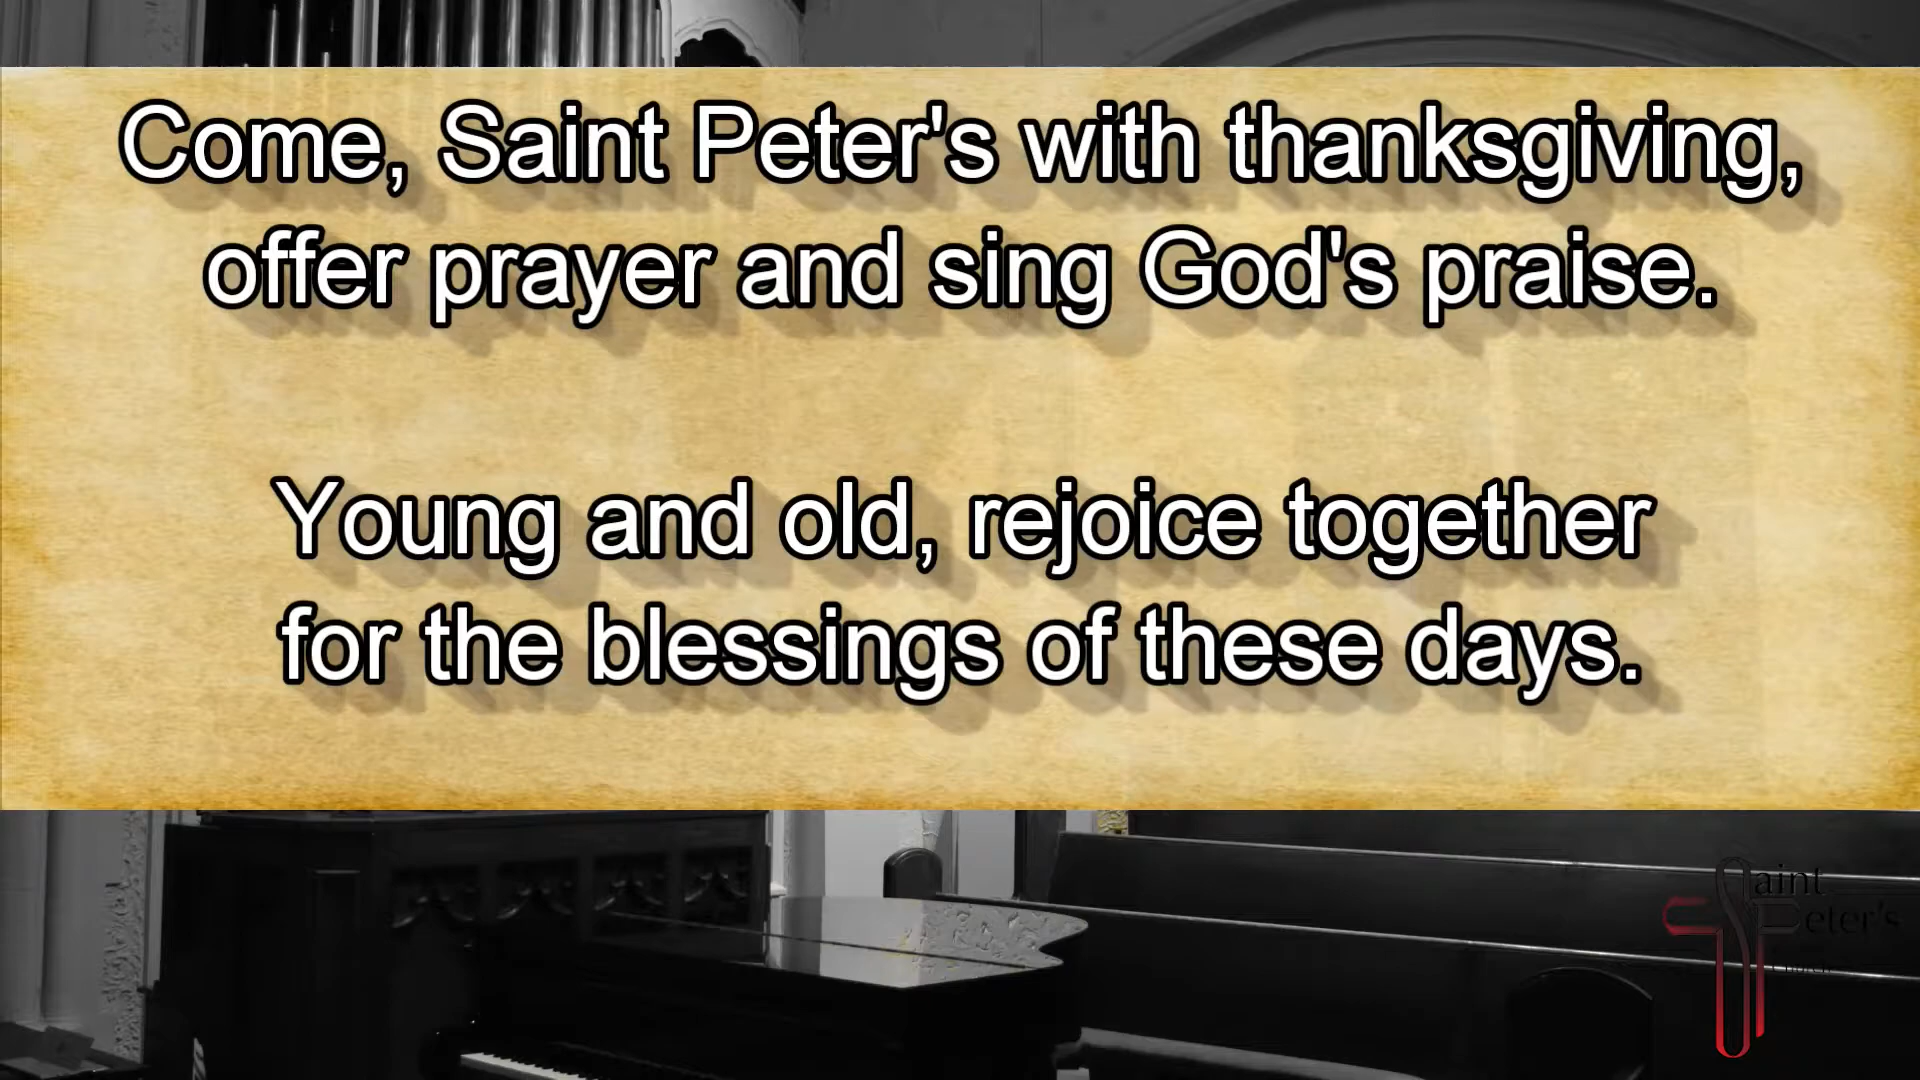 Come, Saint Peter's with thanksgiving,
offer prayer and sing God's praise.
Young and old, rejoice together
for the blessings of these days.
Saint
Peter's
Church